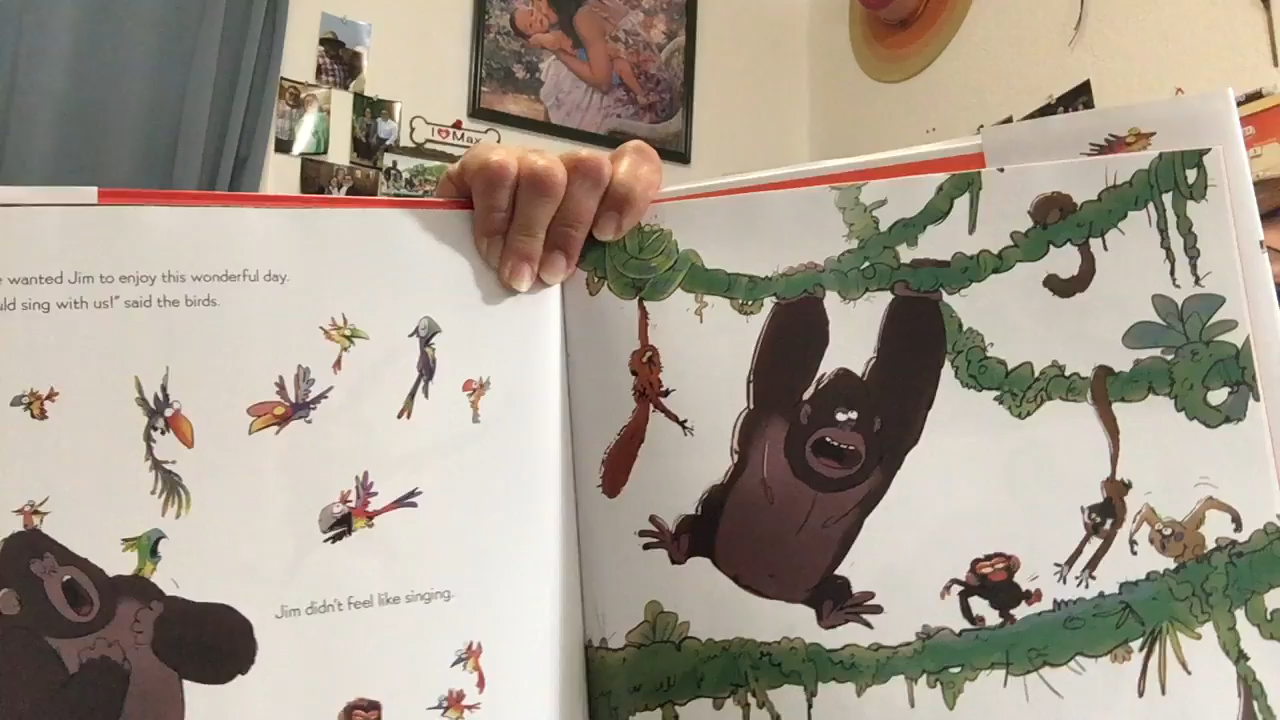 I ♥ Max
wanted Jim to enjoy this wonderful day.
sing with us!" said the birds.
Jim didn't feel like singing.